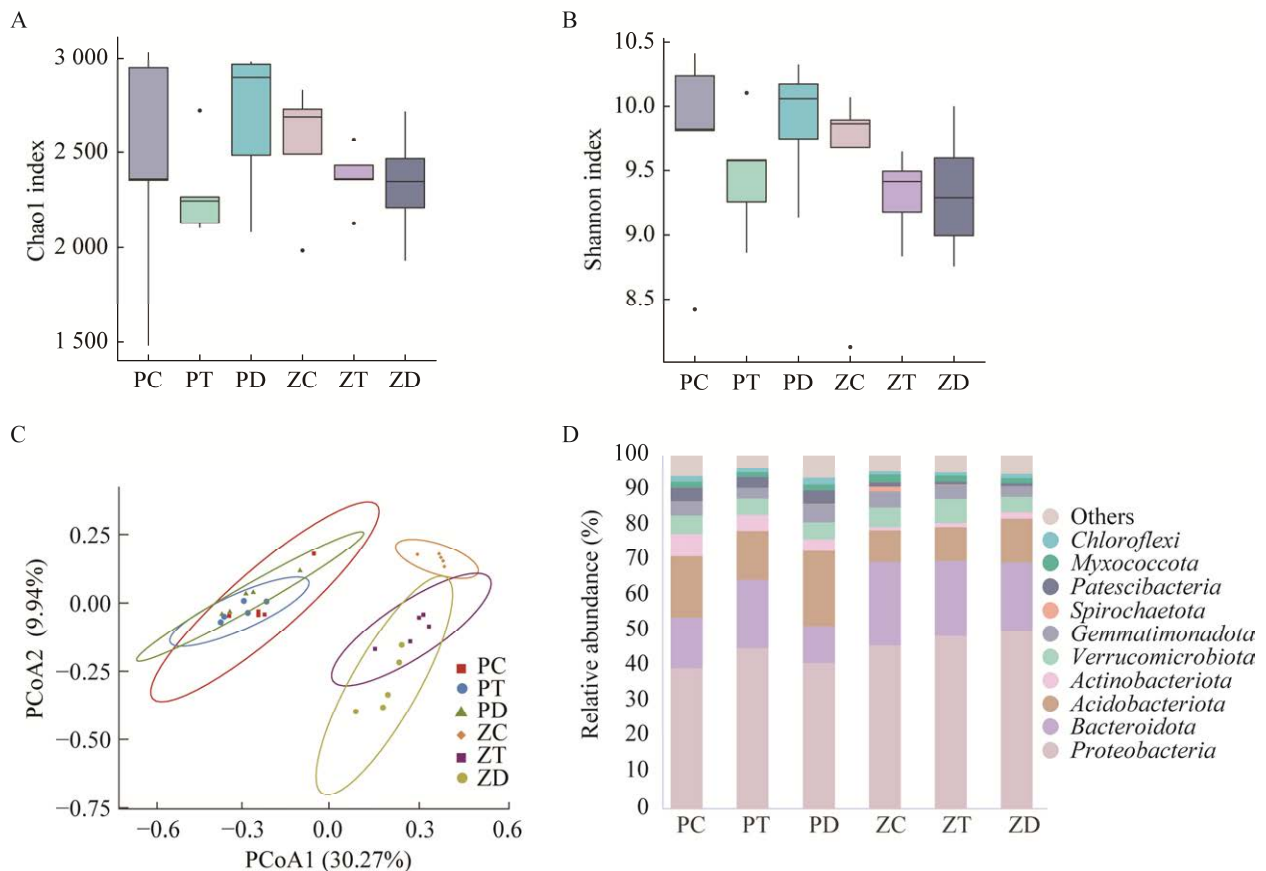 A
Chao1 index
3 000
2 500
2 000
1 500
PC PT PD ZC ZT ZD
B
Shannon index
10.5
10.0
9.5
9.0
8.5
PC PT PD ZC ZT ZD
C
PCoA2 (9.94%)
0.25
0.00
−0.25
−0.50
−0.75
−0.6 −0.3 0.0 0.3 0.6
PCoA1 (30.27%)
PC
PT
PD
ZC
ZT
ZD
D
Relative abundance (%)
100
90
80
70
60
50
40
30
20
10
0
PC PT PD ZC ZT ZD
Others
Chloroflexi
Myxococcota
Patescibacteria
Spirochaetota
Gemmatimonadota
Verrucomicrobiota
Actinobacteriota
Acidobacteriota
Bacteroidota
Proteobacteria